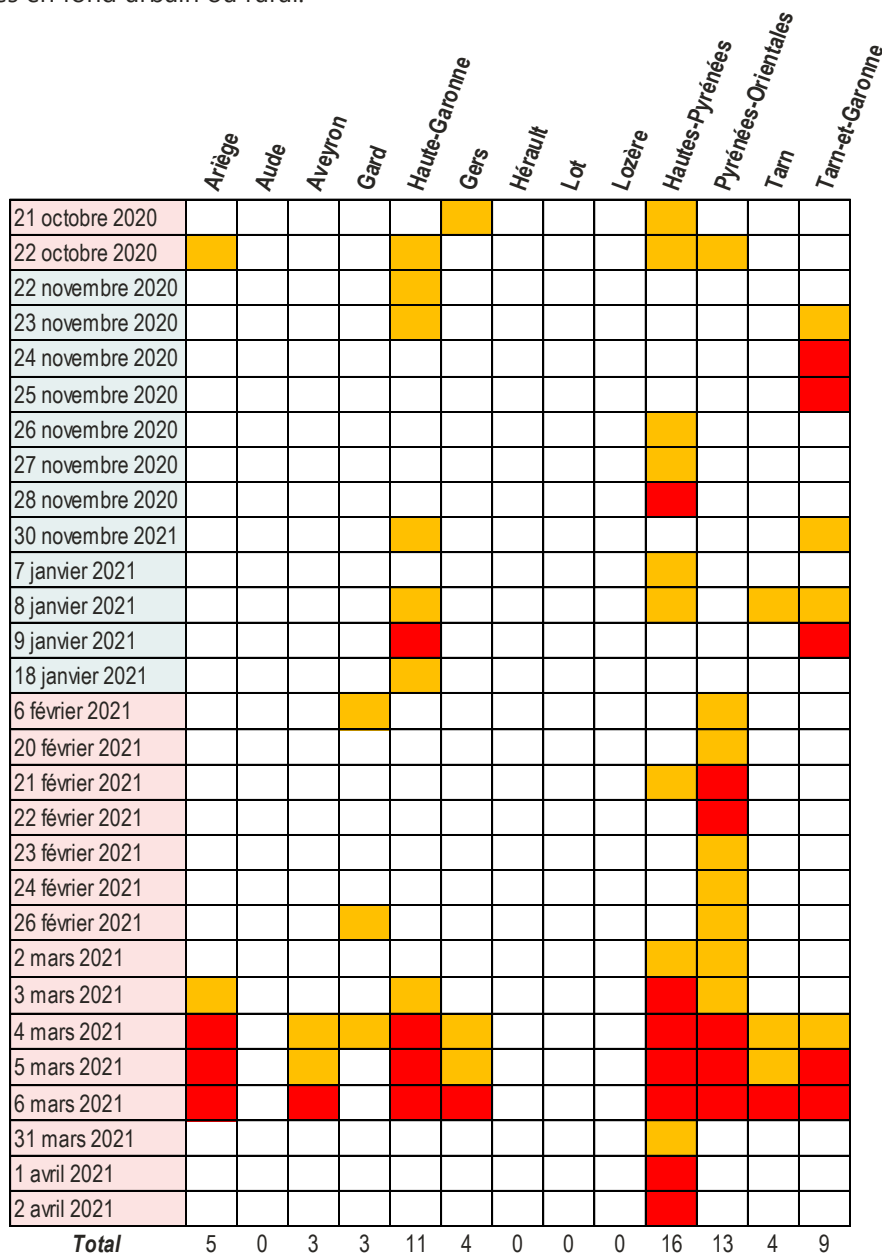 es en fond urbain ou rural.
Ariège Aude Aveyron Gard Haute-Garonne Gers Hérault Lot Lozère Hautes-Pyrénées Pyrénées-Orientales Tarn Tarn-et-Garonne
21 octobre 2020
22 octobre 2020
22 novembre 2020
23 novembre 2020
24 novembre 2020
25 novembre 2020
26 novembre 2020
27 novembre 2020
28 novembre 2020
30 novembre 2021
7 janvier 2021
8 janvier 2021
9 janvier 2021
18 janvier 2021
6 février 2021
20 février 2021
21 février 2021
22 février 2021
23 février 2021
24 février 2021
26 février 2021
2 mars 2021
3 mars 2021
4 mars 2021
5 mars 2021
6 mars 2021
31 mars 2021
1 avril 2021
2 avril 2021
Total 5 0 3 3 11 4 0 0 0 16 13 4 9